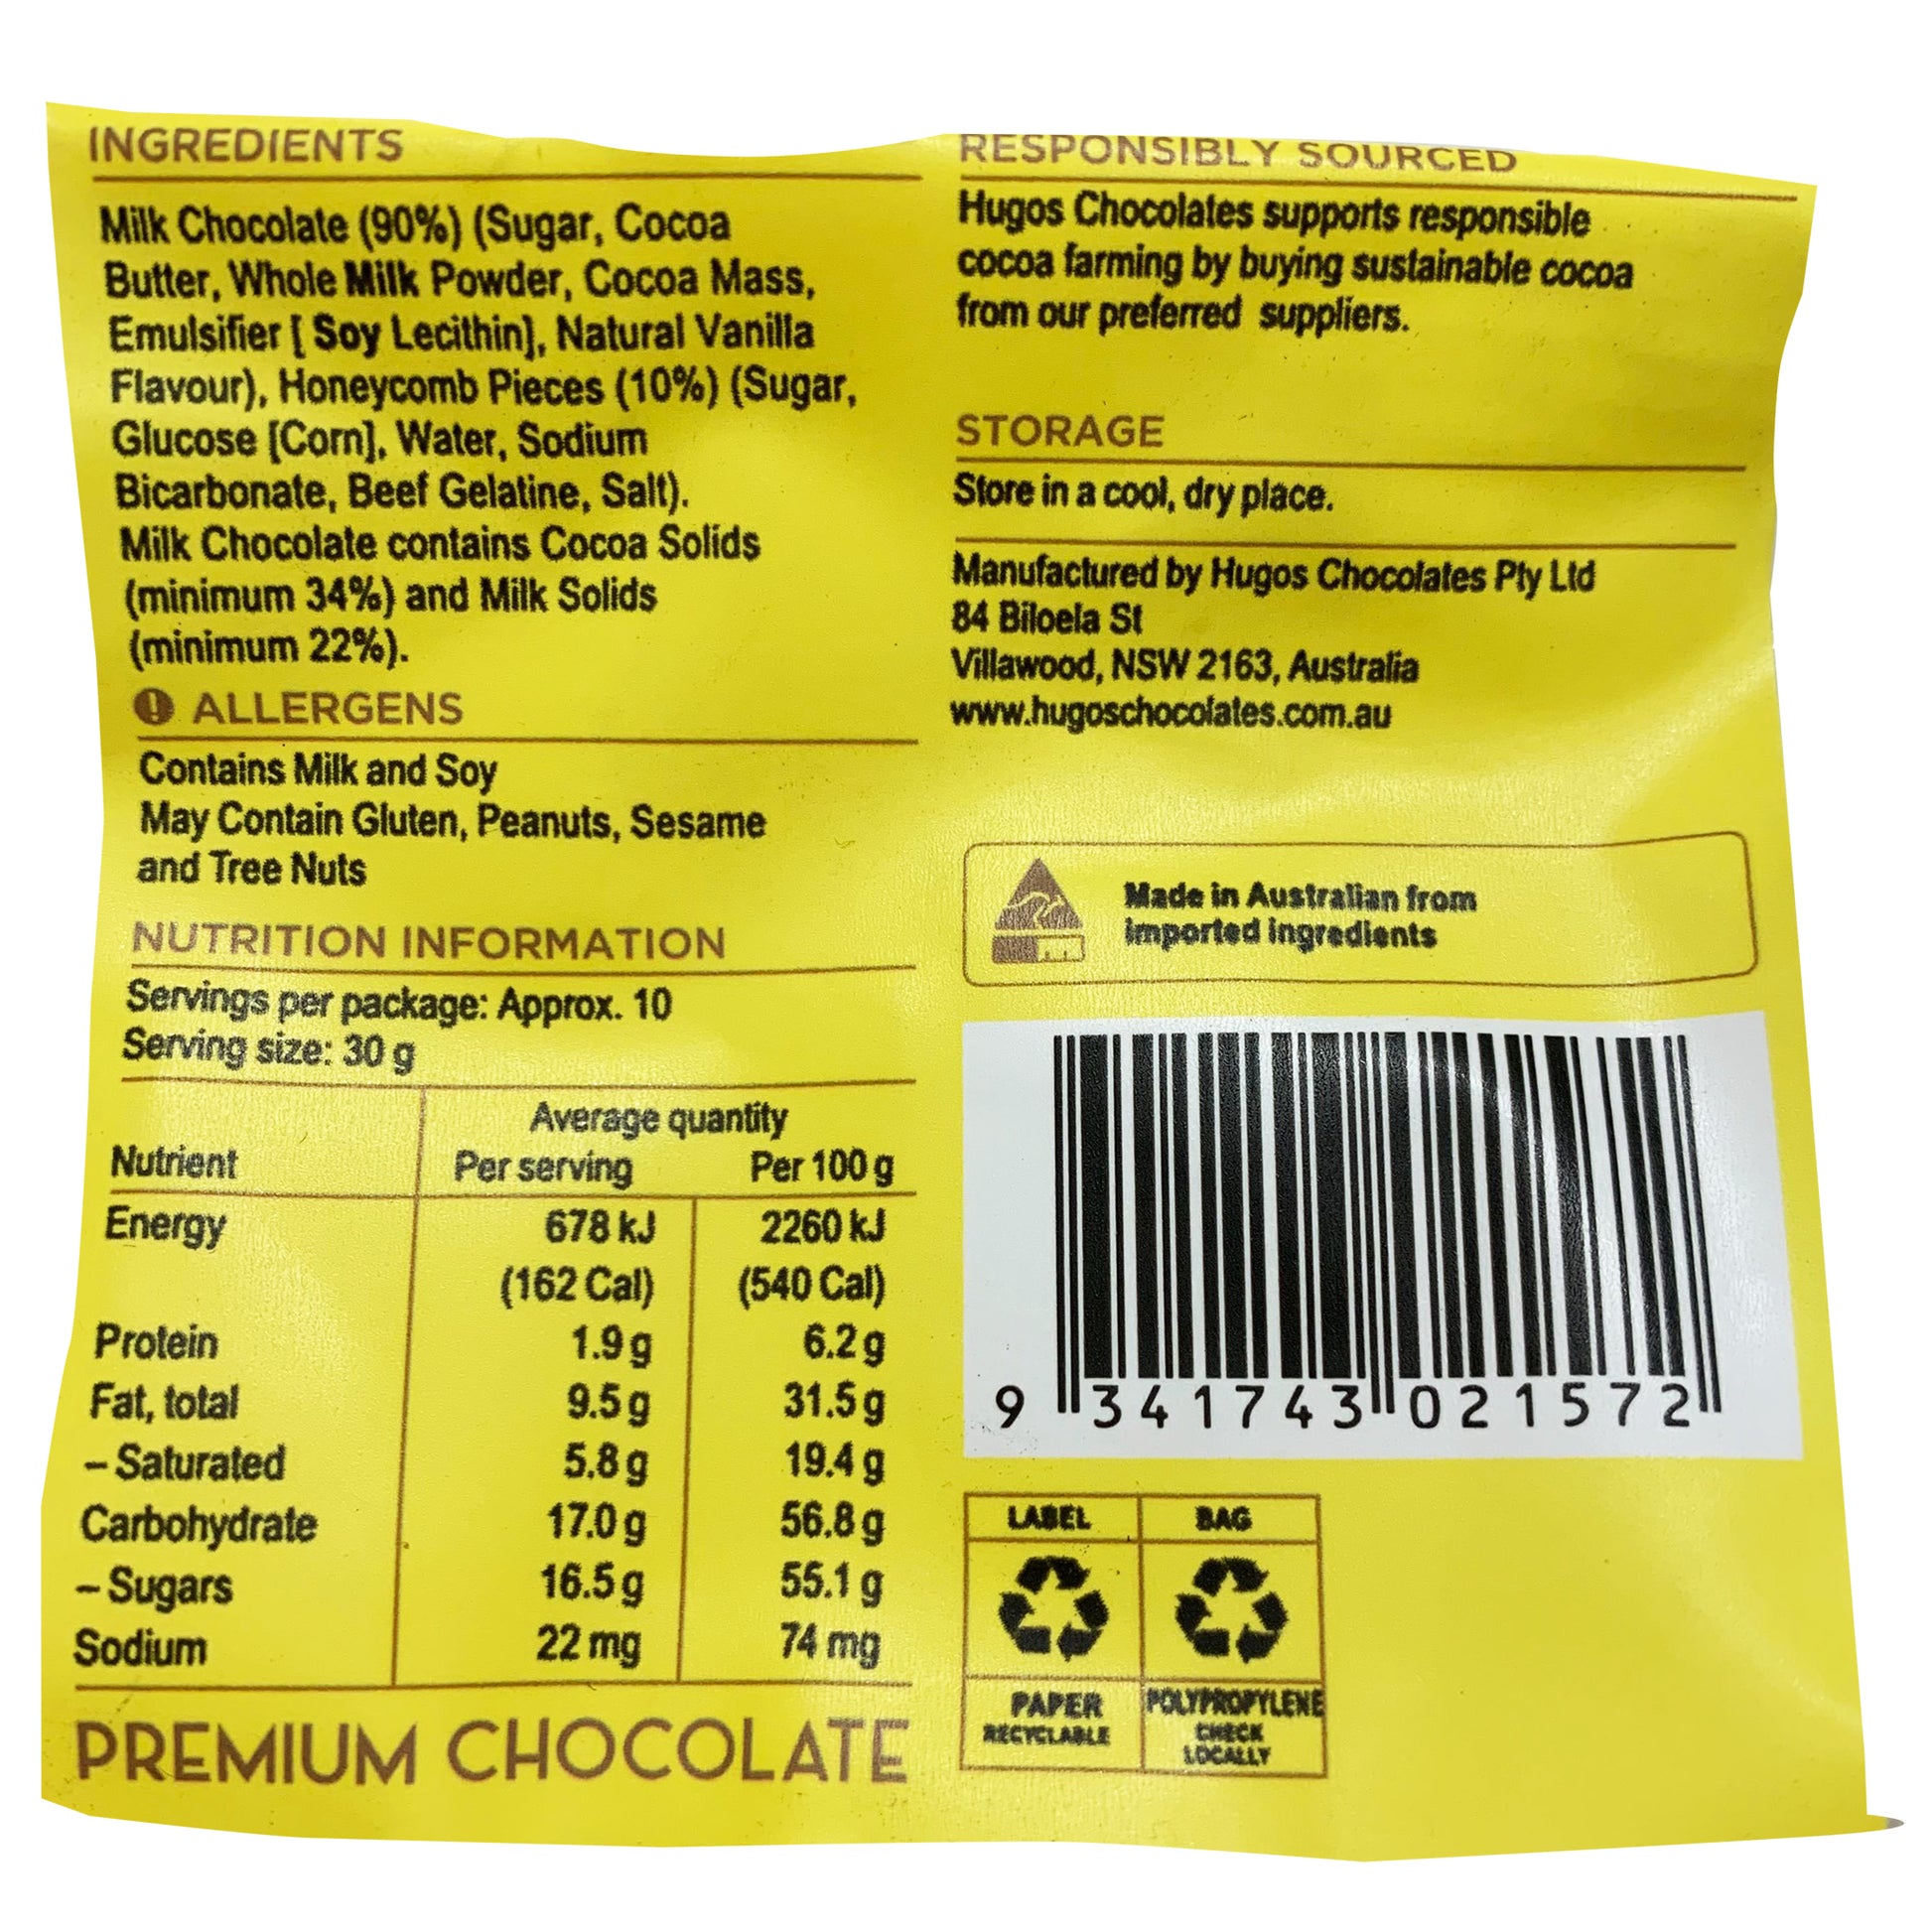 INGREDIENTS
Milk Chocolate (90%) (Sugar, Cocoa
Butter, Whole Milk Powder, Cocoa Mass,
Emulsifier [ Soy Lecithin], Natural Vanilla
Flavour), Honeycomb Pieces (10%) (Sugar,
Glucose [Corn], Water, Sodium
Bicarbonate, Beef Gelatine, Salt).
Milk Chocolate contains Cocoa Solids
(minimum 34%) and Milk Solids
(minimum 22%).
ALLERGENS
Contains Milk and Soy
May Contain Gluten, Peanuts, Sesame
and Tree Nuts
NUTRITION INFORMATION
Servings per package: Approx. 10
Serving size: 30 g
Average quantity
Nutrient Per serving Per 100 g
Energy 678 kJ 2260 kJ
(162 Cal) (540 Cal)
Protein 1.9 g 6.2 g
Fat, total 9.5 g 31.5 g
– Saturated 5.8 g 19.4 g
Carbohydrate 17.0 g 56.8 g
– Sugars 16.5 g 55.1 g
Sodium 22 mg 74 mg
PREMIUM CHOCOLATE
RESPONSIBLY SOURCED
Hugos Chocolates supports responsible
cocoa farming by buying sustainable cocoa
from our preferred suppliers.
STORAGE
Store in a cool, dry place.
Manufactured by Hugos Chocolates Pty Ltd
84 Biloela St
Villawood, NSW 2163, Australia
www.hugoschocolates.com.au
Made in Australian from
imported ingredients
9 341743 021572
LABEL BAG
PAPER POLYPROPYLENE
RECYCLABLE CHECK
LOCALLY